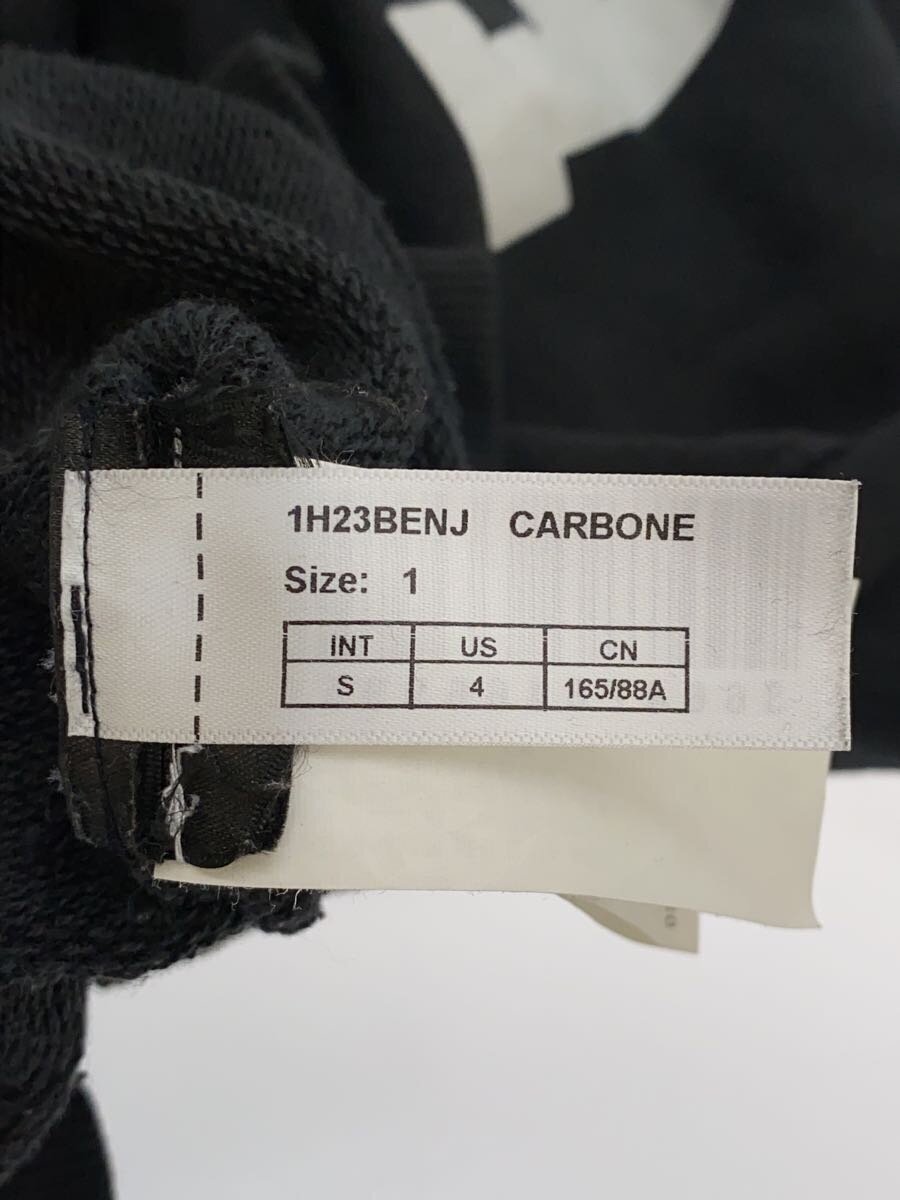 1H23BENJ CARBONE
Size: 1
INT US CN
S 4 165/88A